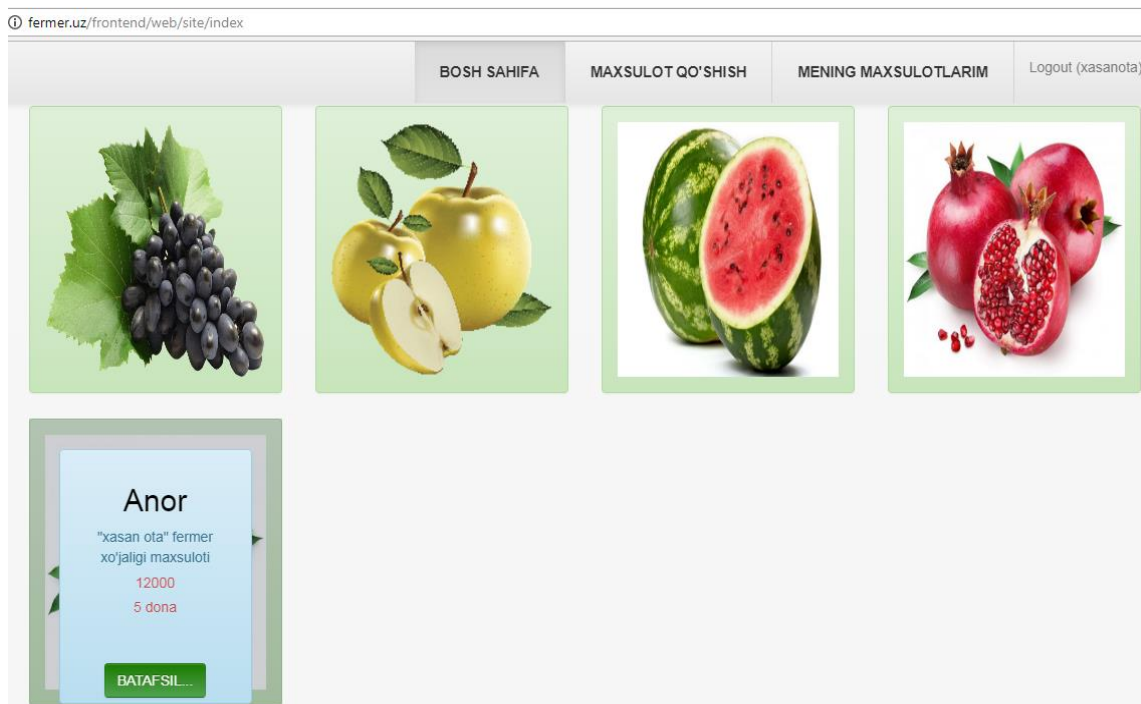 fermer.uz/frontend/web/site/index
BOSH SAHIFA MAXSULOT QO'SHISH MENING MAXSULOTLARIM Logout (xasanota)
Anor
"xasan ota" fermer
xo'jaligi maxsuloti
12000
5 dona
BATAFSIL...